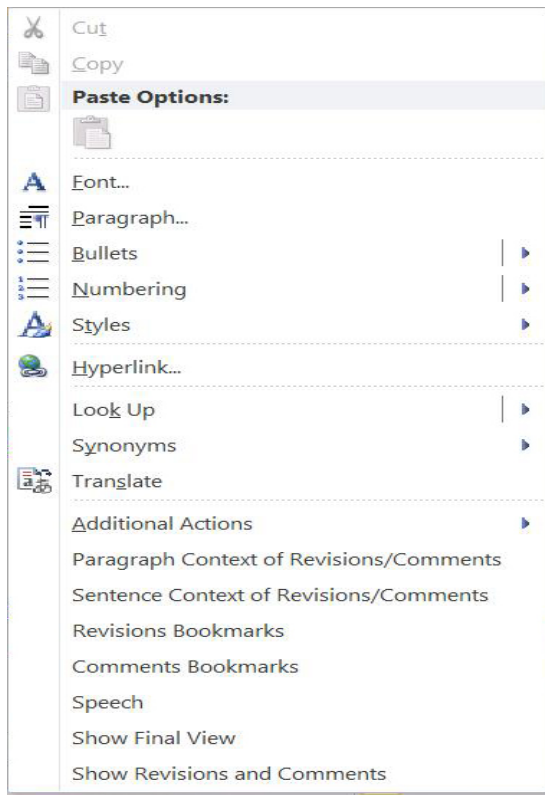 Cut
Copy
Paste Options:
Font...
Paragraph...
Bullets
Numbering
Styles
Hyperlink...
Look Up
Synonyms
Translate
Additional Actions
Paragraph Context of Revisions/Comments
Sentence Context of Revisions/Comments
Revisions Bookmarks
Comments Bookmarks
Speech
Show Final View
Show Revisions and Comments